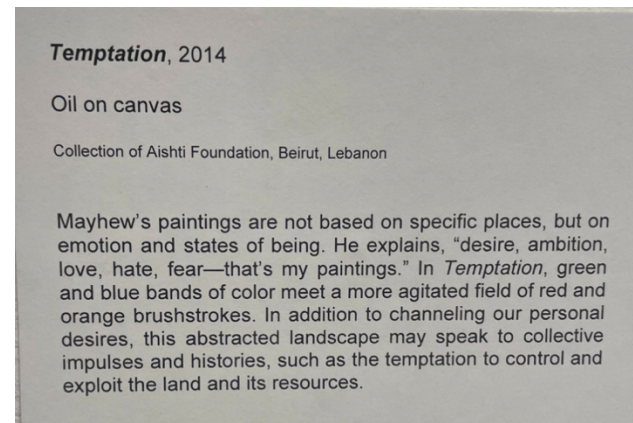 Temptation, 2014
Oil on canvas
Collection of Aishti Foundation, Beirut, Lebanon
Mayhew's paintings are not based on specific places, but on
emotion and states of being. He explains, “desire, ambition,
love, hate, fear—that's my paintings.” In Temptation, green
and blue bands of color meet a more agitated field of red and
orange brushstrokes. In addition to channeling our personal
desires, this abstracted landscape may speak to collective
impulses and histories, such as the temptation to control and
exploit the land and its resources.